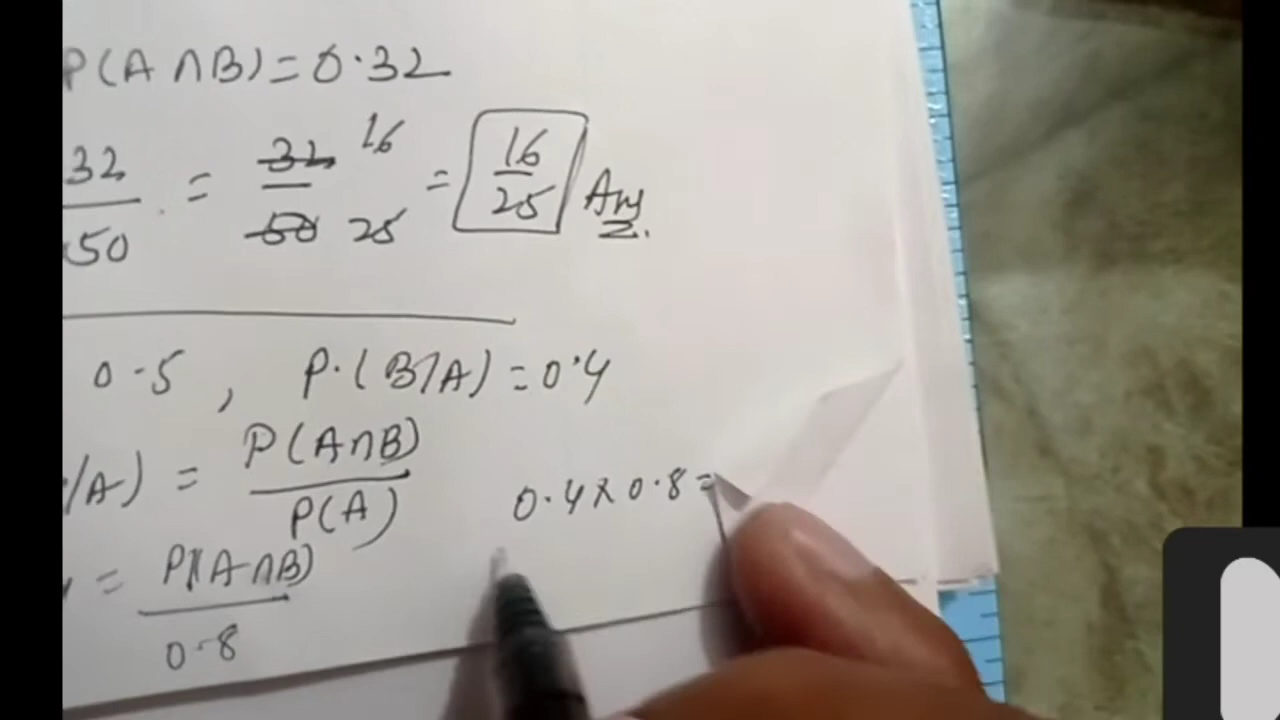 P(A∩B)=0.32
32/50 = 32/50 16/25 = 16/25 Ans.
0.5, P.(B/A)=0.4
/A) = P(A∩B)/P(A)
0.4×0.8=
= P(A∩B)/0.8